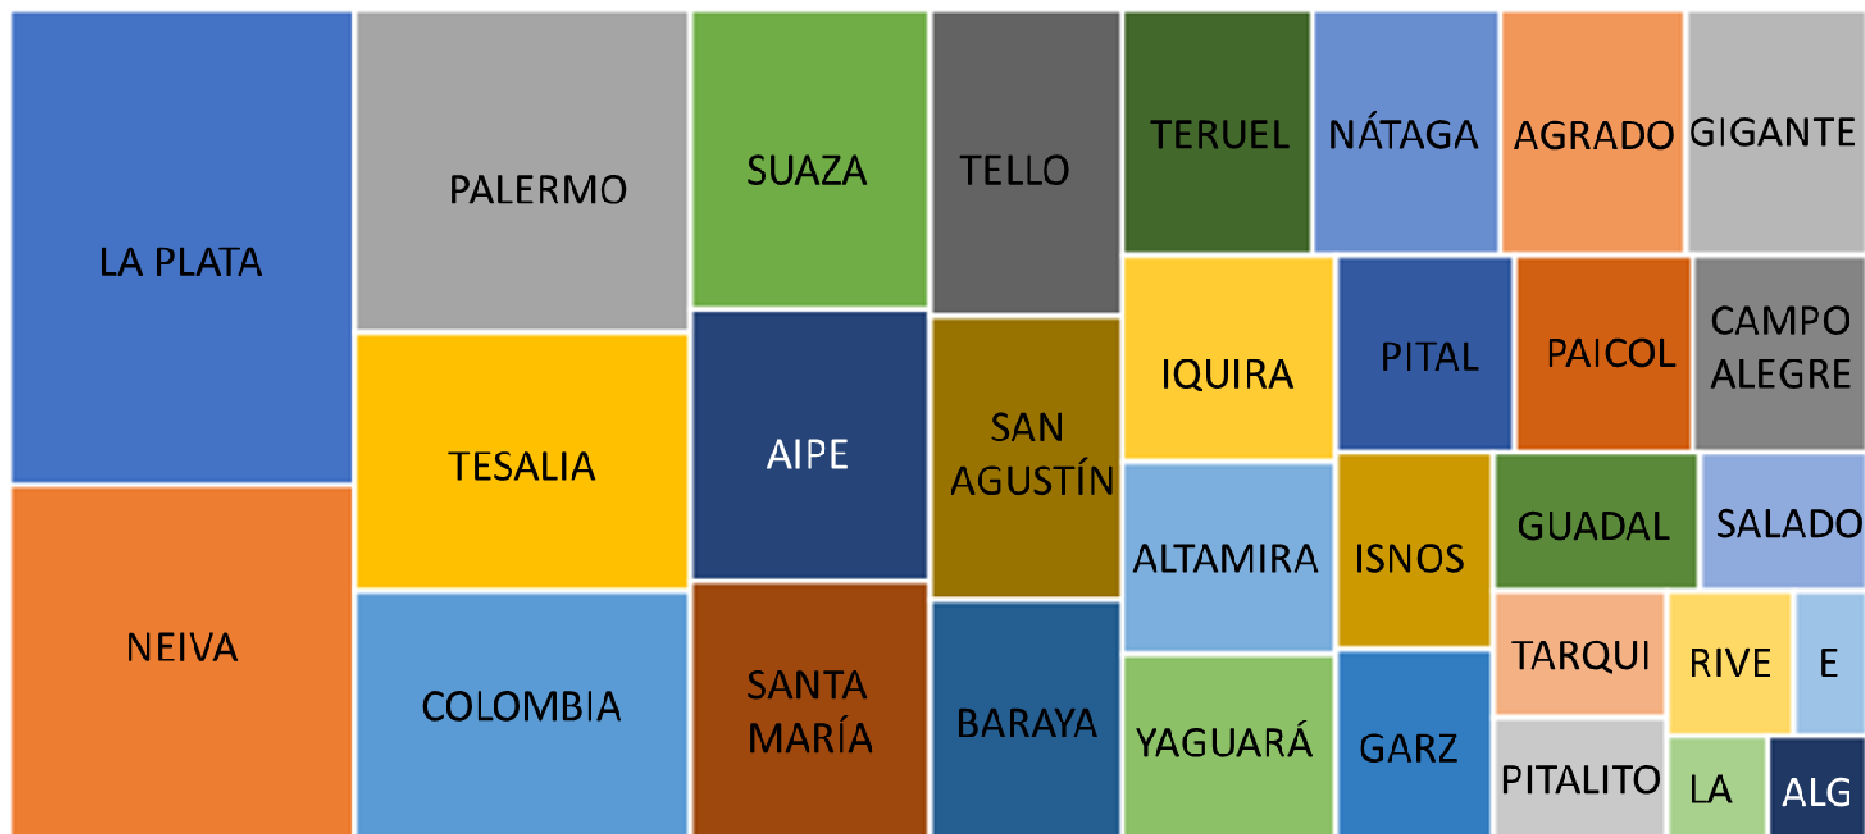 LA PLATA
NEIVA
PALERMO
TESALIA
COLOMBIA
SUAZA
AIPE
SANTA
MARÍA
TELLO
SAN
AGUSTÍN
BARAYA
TERUEL
NÁTAGA
AGRADO
GIGANTE
IQUIRA
PITAL
PAICOL
CAMPO
ALEGRE
ALTAMIRA
ISNOS
GUADAL
SALADO
YAGUARÁ
GARZ
TARQUI
RIVE
E
PITALITO
LA
ALG